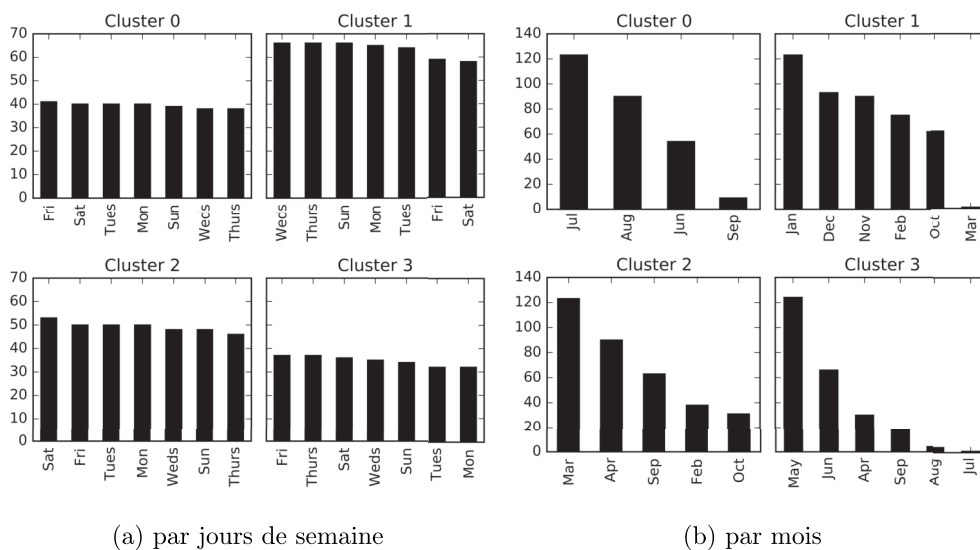 Cluster 0
Cluster 1
70
60
50
40
30
20
10
0
Fri Sat Tues Mon Sun Wecs Thurs
Wecs Thurs Sun Mon Tues Fri Sat
Cluster 2
Cluster 3
70
60
50
40
30
20
10
0
Sat Fri Tues Mon Weds Sun Thurs
Fri Thurs Sat Weds Sun Tues Mon
(a) par jours de semaine
Cluster 0
Cluster 1
140
120
100
80
60
40
20
0
Jul Aug Jun Sep
Jan Dec Nov Feb Oct Mar
Cluster 2
Cluster 3
140
120
100
80
60
40
20
0
Mar Apr Sep Feb Oct
May Jun Apr Sep Aug Jul
(b) par mois